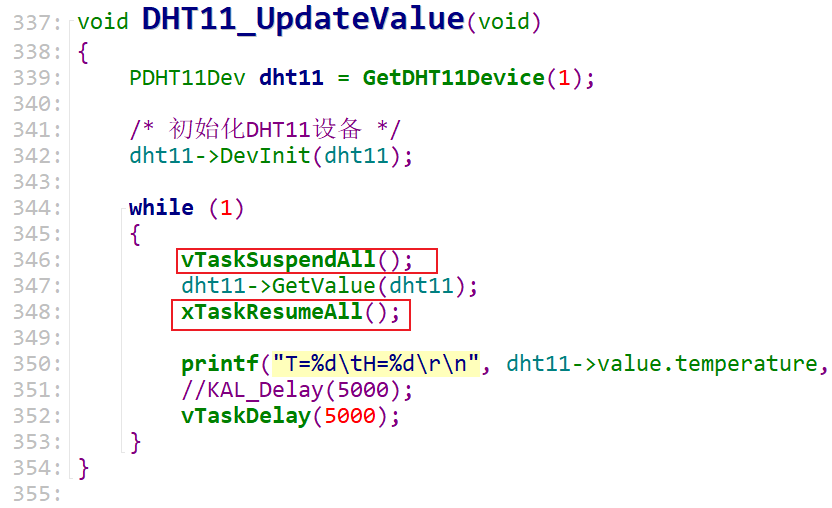 337: void DHT11_UpdateValue(void)
338: {
339: PDHT11Dev dht11 = GetDHT11Device(1);
340:
341: /* 初始化DHT11设备 */
342: dht11->DevInit(dht11);
343:
344: while (1)
345: {
346: vTaskSuspendAll();
347: dht11->GetValue(dht11);
348: xTaskResumeAll();
349:
350: printf("T=%d\tH=%d\r\n", dht11->value.temperature,
351: //KAL_Delay(5000);
352: vTaskDelay(5000);
353: }
354: }
355: